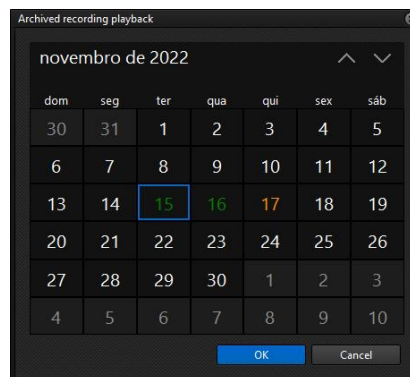 Archived recording playback
novembro de 2022
dom seg ter qua qui sex sáb
30 31 1 2 3 4 5
6 7 8 9 10 11 12
13 14 15 16 17 18 19
20 21 22 23 24 25 26
27 28 29 30 1 2 3
4 5 6 7 8 9 10
OK Cancel